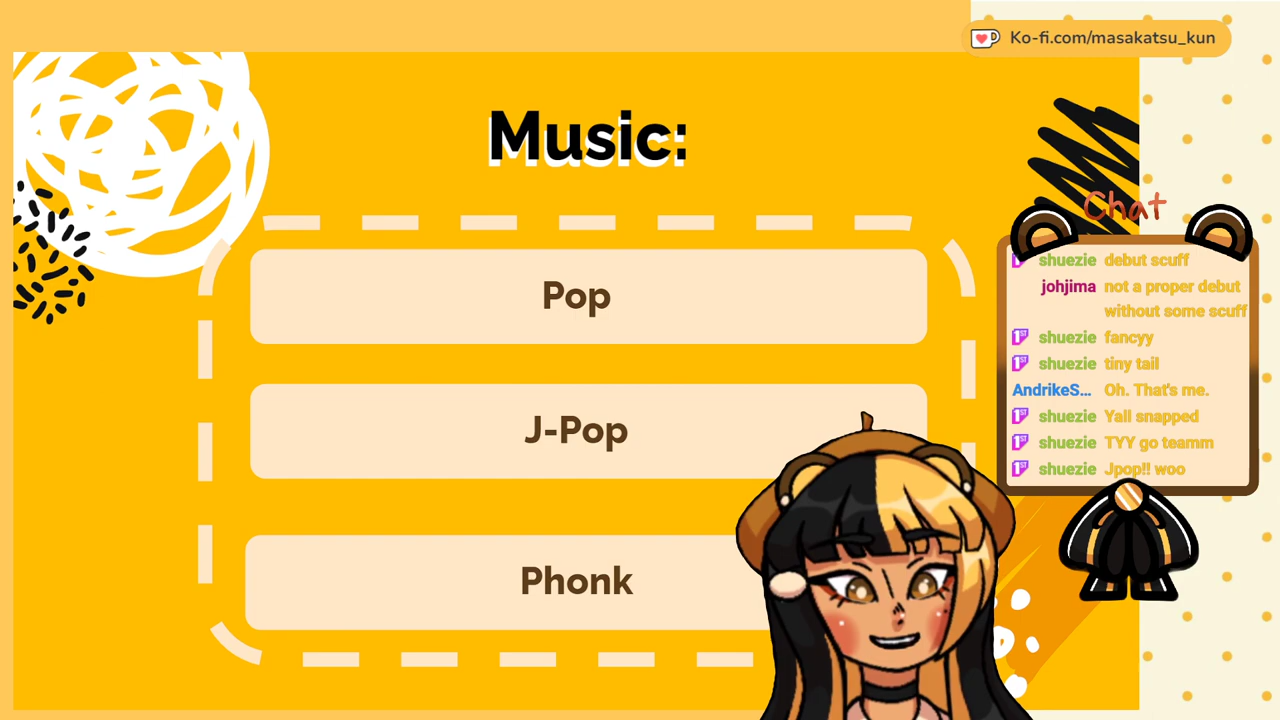 Ko-fi.com/masakatsu_kun
Music:
Pop
J-Pop
Phonk
Chat
shuezie debut scuff
johjima not a proper debut
without some scuff
shuezie fancyy
shuezie tiny tail
AndrikeS... Oh. That's me.
shuezie Yall snapped
shuezie TYY go teamm
shuezie Jpop!! woo